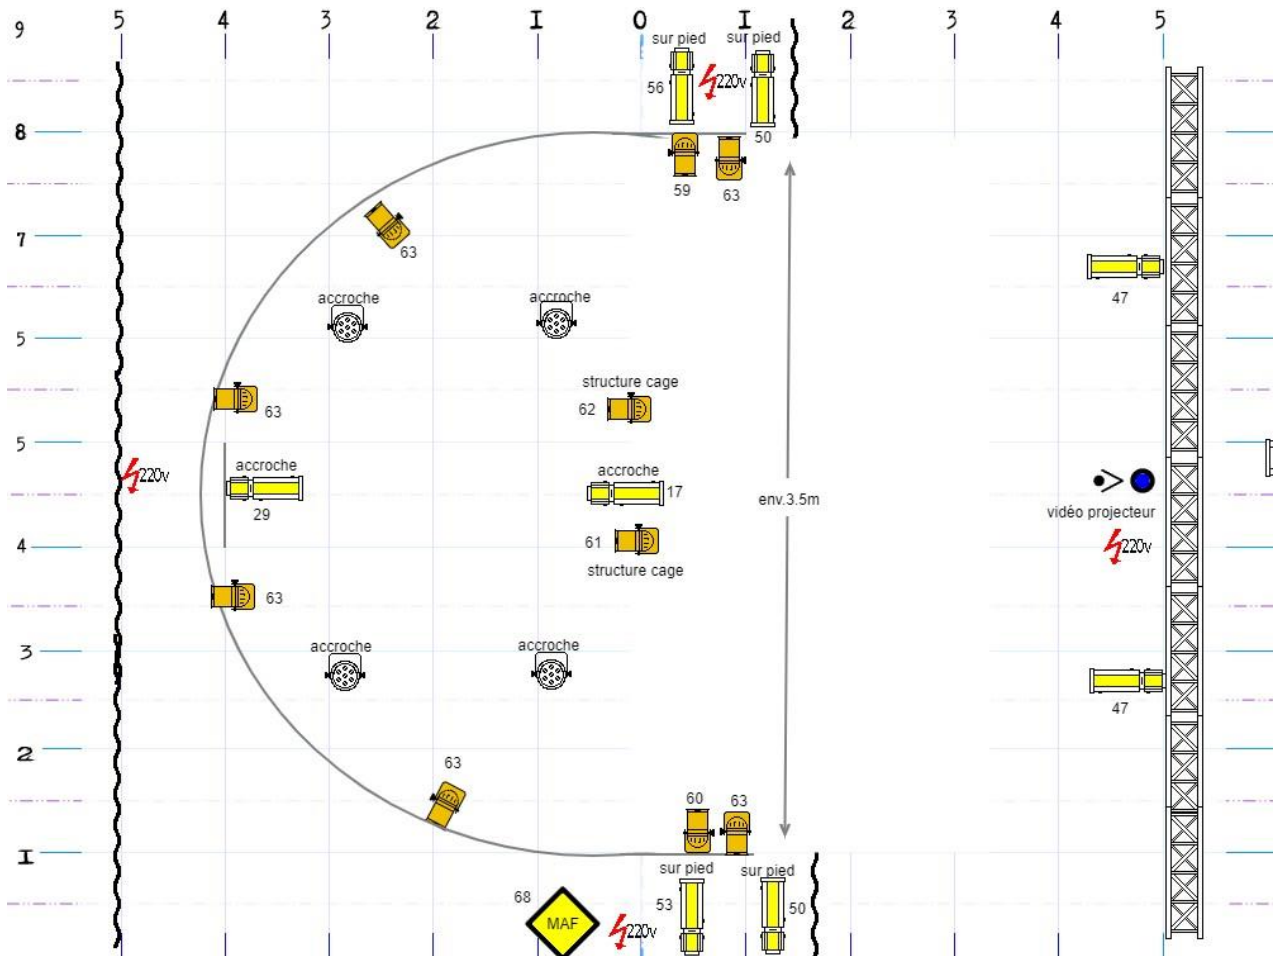 9 5 4 3 2 I 0 I 2 3 4 5
sur pied sur pied
56 220v
8 50
59 63
7 63
47
accroche accroche
5
structure cage
62
63
5
accroche accroche
220v 17 env.3.5m
29 vidéo projecteur
61 220v
4
structure cage
63
accroche accroche
3
47
2
63
60 63
I
sur pied sur pied
68 53 50
MAF 220v